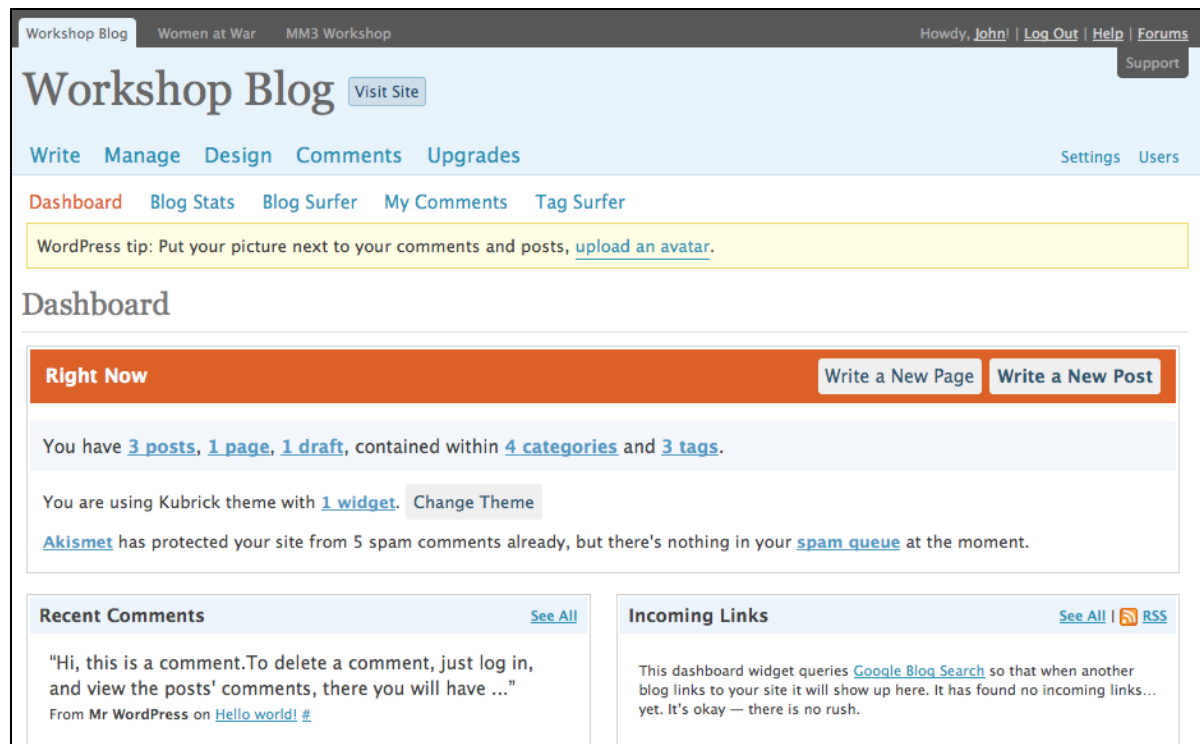 Workshop Blog Women at War MM3 Workshop Howdy, John! | Log Out | Help | Forums
Support
Workshop Blog Visit Site
Write Manage Design Comments Upgrades Settings Users
Dashboard Blog Stats Blog Surfer My Comments Tag Surfer
WordPress tip: Put your picture next to your comments and posts, upload an avatar.
Dashboard
Right Now Write a New Page Write a New Post
You have 3 posts, 1 page, 1 draft, contained within 4 categories and 3 tags.
You are using Kubrick theme with 1 widget. Change Theme
Akismet has protected your site from 5 spam comments already, but there's nothing in your spam queue at the moment.
Recent Comments See All
"Hi, this is a comment.To delete a comment, just log in,
and view the posts' comments, there you will have ..."
From Mr WordPress on Hello world! #
Incoming Links See All | RSS
This dashboard widget queries Google Blog Search so that when another
blog links to your site it will show up here. It has found no incoming links...
yet. It's okay — there is no rush.